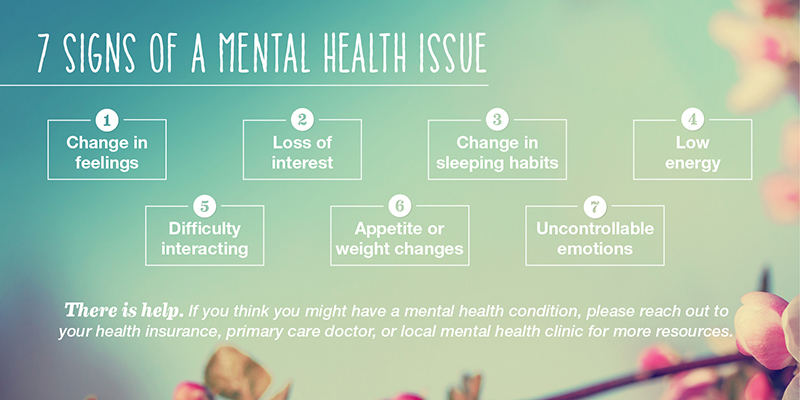 7 SIGNS OF A MENTAL HEALTH ISSUE
1
Change in
feelings
2
Loss of
interest
3
Change in
sleeping habits
4
Low
energy
5
Difficulty
interacting
6
Appetite or
weight changes
7
Uncontrollable
emotions
There is help. If you think you might have a mental health condition, please reach out to
your health insurance, primary care doctor, or local mental health clinic for more resources.